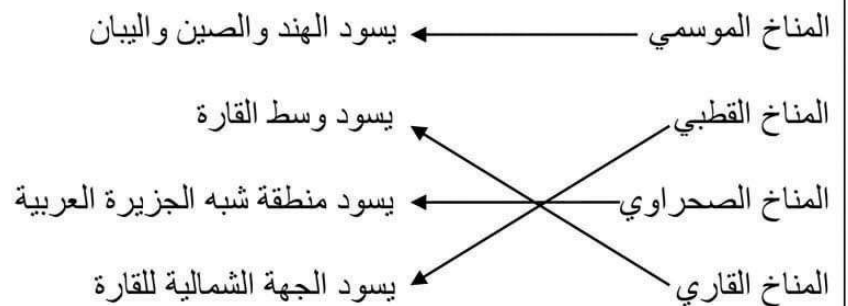 المناخ الموسمي يسود الهند والصين واليبان
المناخ القطبي يسود وسط القارة
المناخ الصحراوي يسود منطقة شبه الجزيرة العربية
المناخ القاري يسود الجهة الشمالية للقارة